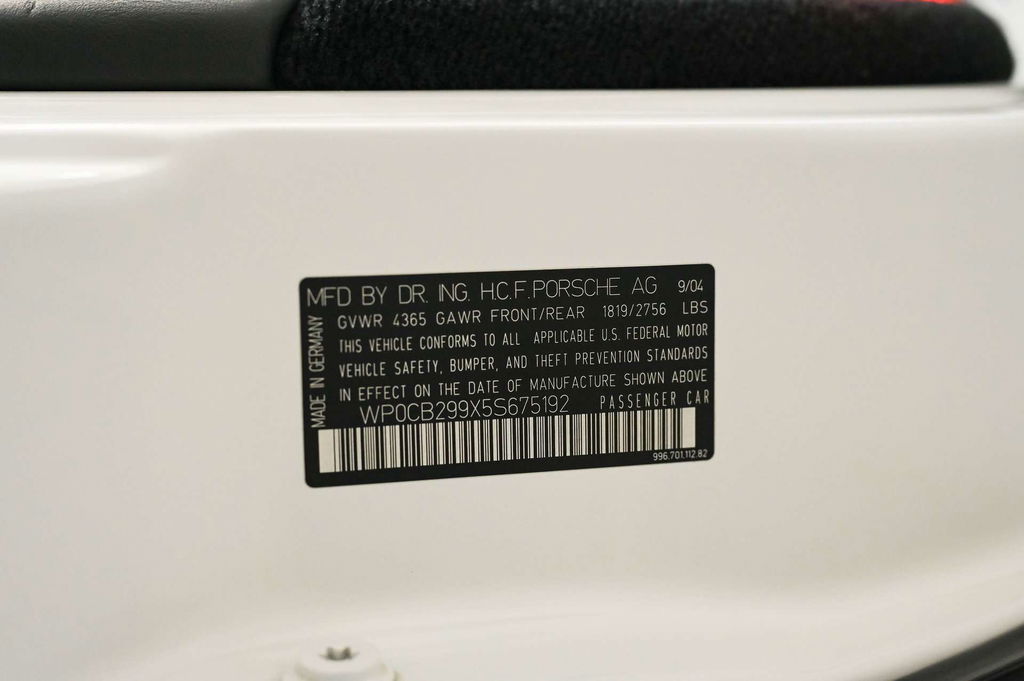 MFD BY DR. ING. H.C.F. PORSCHE AG 9/04
GVWR 4365 GAWR FRONT/REAR 1819/2756 LBS
THIS VEHICLE CONFORMS TO ALL APPLICABLE U.S. FEDERAL MOTOR
VEHICLE SAFETY, BUMPER, AND THEFT PREVENTION STANDARDS
IN EFFECT ON THE DATE OF MANUFACTURE SHOWN ABOVE
WP0CB299X5S675192 PASSENGER CAR
996.701.112.82
MADE IN GERMANY